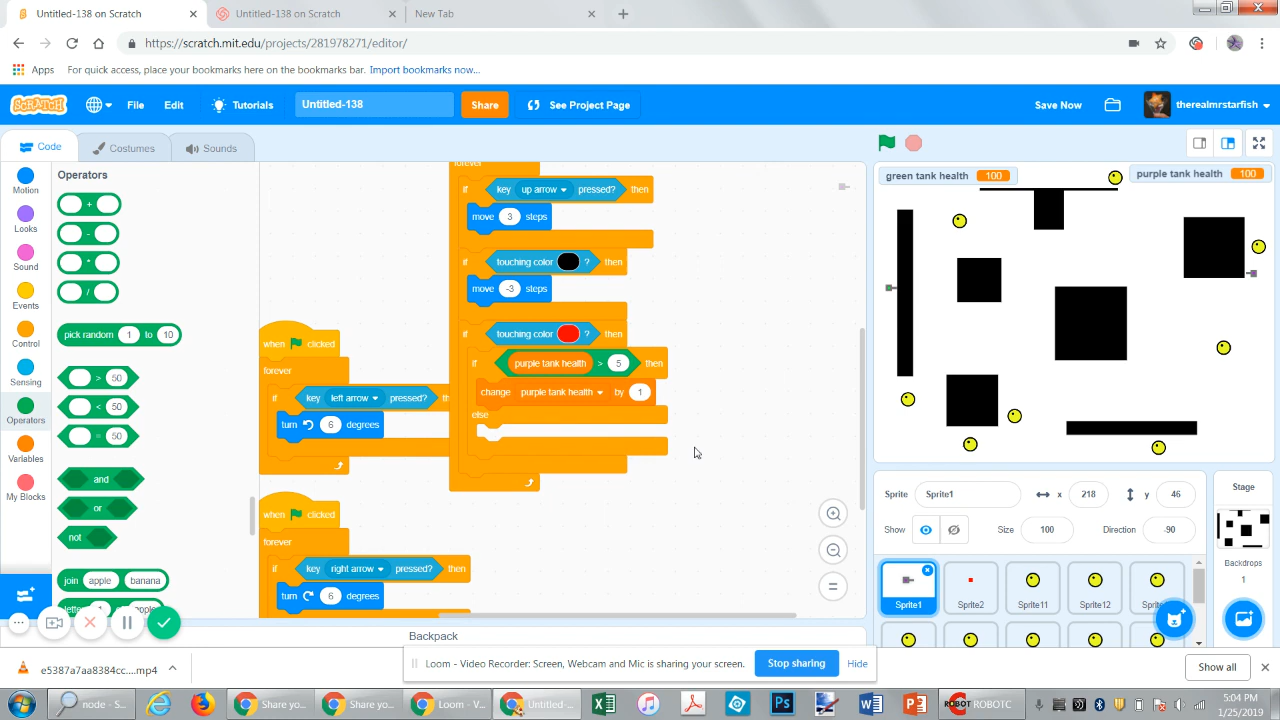 Untitled-138 on Scratch
Untitled-138 on Scratch
New Tab
https://scratch.mit.edu/projects/281978271/editor/
Apps
For quick access, place your bookmarks here on the bookmarks bar. Import bookmarks now...
SCRATCH
File
Edit
Tutorials
Untitled-138
Share
See Project Page
Save Now
therealmrstarfish
Code
Costumes
Sounds
Motion
Looks
Sound
Events
Control
Sensing
Operators
Variables
My Blocks
Operators
+
-
*
/
pick random 1 to 10
> 50
< 50
= 50
and
or
not
join apple banana
forever
if key up arrow pressed? then
move 3 steps
if touching color ? then
move -3 steps
if touching color ? then
if purple tank health > 5 then
change purple tank health by 1
else
when clicked
forever
if key left arrow pressed?
turn 6 degrees
when clicked
forever
if key right arrow pressed? then
turn 6 degrees
Backpack
green tank health 100
purple tank health 100
Sprite Sprite1 x 218 y 46
Show Size 100 Direction -90
Sprite1
Sprite2
Sprite11
Sprite12
Stage
Backdrops
1
e5387a7aa8384cc....mp4
Loom - Video Recorder: Screen, Webcam and Mic is sharing your screen.
Stop sharing
Hide
Show all
node - S...
Share yo...
Share yo...
Loom - V...
Untitled-...
ROBOTC
5:04 PM
1/25/2019